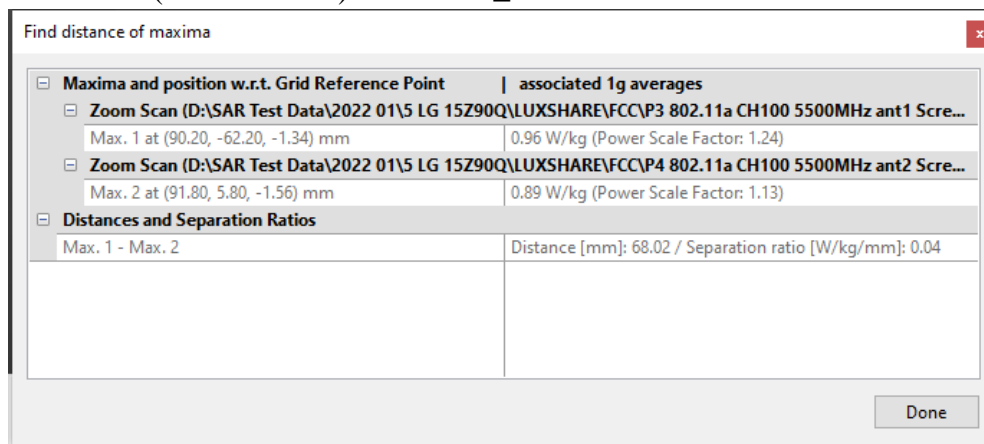 Find distance of maxima
x
Maxima and position w.r.t. Grid Reference Point | associated 1g averages
Zoom Scan (D:\SAR Test Data\2022 01\5 LG 15Z90Q\LUXSHARE\FCC\P3 802.11a CH100 5500MHz ant1 Scre...
Max. 1 at (90.20, -62.20, -1.34) mm 0.96 W/kg (Power Scale Factor: 1.24)
Zoom Scan (D:\SAR Test Data\2022 01\5 LG 15Z90Q\LUXSHARE\FCC\P4 802.11a CH100 5500MHz ant2 Scre...
Max. 2 at (91.80, 5.80, -1.56) mm 0.89 W/kg (Power Scale Factor: 1.13)
Distances and Separation Ratios
Max. 1 - Max. 2 Distance [mm]: 68.02 / Separation ratio [W/kg/mm]: 0.04
Done